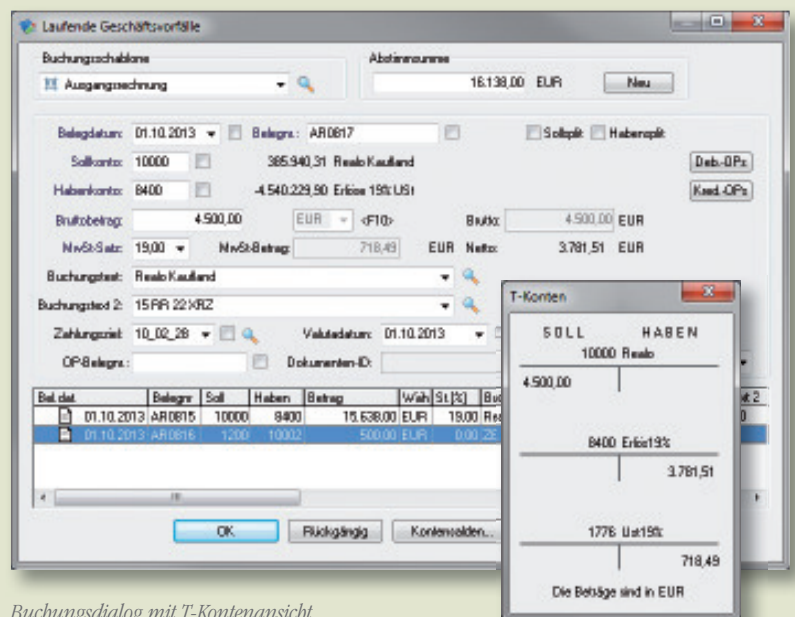 Laufende Geschäftsvorfälle
Buchungsschablone
Abstimmsumme
Ausgangsrechnung
16.138,00 EUR
Neu
Belegdatum: 01.10.2013
Belegnr.: AR0817
Sollsplit
Habensplit
Sollkonto: 10000
385.940,31 Realo Kaufland
Deb.-OPs
Habenkonto: 8400
-4.540.229,90 Erlöse 19% USt
Kred.-OPs
Bruttobetrag: 4.500,00
EUR <F10>
Brutto: 4.500,00 EUR
MwSt-Satz: 19,00
MwSt-Betrag: 718,49 EUR
Netto: 3.781,51 EUR
Buchungstext: Realo Kaufland
Buchungstext 2: 15 RR 22 XRZ
Zahlungsziel: 10_02_28
Valutadatum: 01.10.2013
OP-Belegnr.:
Dokumenten-ID:
Bel.dat. Belegnr Soll Haben Betrag Wäh St.[%]
01.10.2013 AR0815 10000 8400 15.638,00 EUR 19,00 Rea
01.10.2013 AR0816 1200 10002 500,00 EUR 0,00 ZE
OK
Rückgängig
Kontensalden...
T-Konten
SOLL HABEN
10000 Realo
4.500,00
8400 Erlös19%
3.781,51
1776 Ust19%
718,49
Die Beträge sind in EUR
Buchungsdialog mit T-Kontenansicht